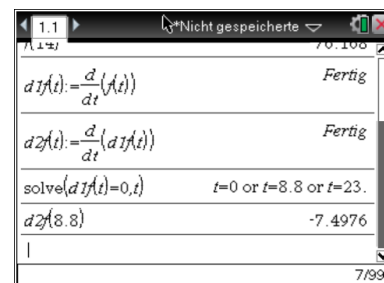 1.1 *Nicht gespeicherte
f(14) 76.168
d1f(t):=d/dt(f(t)) Fertig
d2f(t):=d/dt(d1f(t)) Fertig
solve(d1f(t)=0,t) t=0 or t=8.8 or t=23.
d2f(8.8) -7.4976
7/99